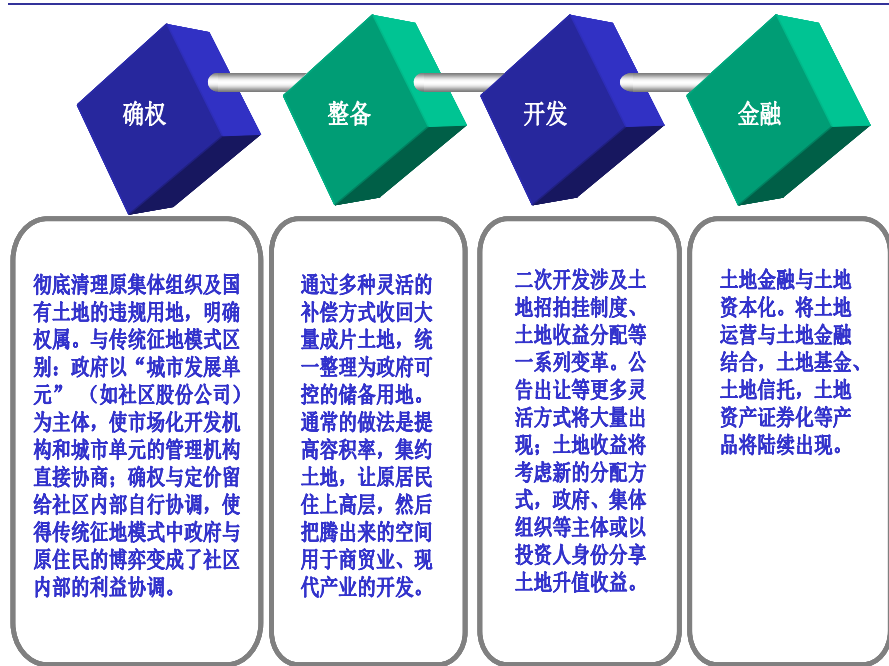 确权
整备
开发
金融
彻底清理原集体组织及国
有土地的违规用地，明确
权属。与传统征地模式区
别：政府以“城市发展单
元” （如社区股份公司）
为主体，使市场化开发机
构和城市单元的管理机构
直接协商；确权与定价留
给社区内部自行协调，使
得传统征地模式中政府与
原住民的博弈变成了社区
内部的利益协调。
通过多种灵活的
补偿方式收回大
量成片土地，统
一整理为政府可
控的储备用地。
通常的做法是提
高容积率，集约
土地，让原居民
住上高层，然后
把腾出来的空间
用于商贸业、现
代产业的开发。
二次开发涉及土
地招拍挂制度、
土地收益分配等
一系列变革。公
告出让等更多灵
活方式将大量出
现；土地收益将
考虑新的分配方
式，政府、集体
组织等主体或以
投资人身份分享
土地升值收益。
土地金融与土地
资本化。将土地
运营与土地金融
结合，土地基金、
土地信托，土地
资产证券化等产
品将陆续出现。